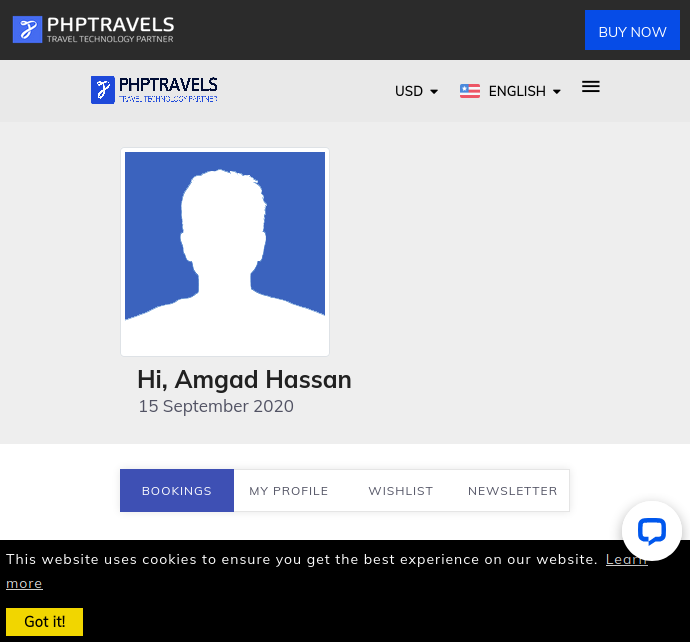 PHPTRAVELS
TRAVEL TECHNOLOGY PARTNER
BUY NOW
PHPTRAVELS
TRAVEL TECHNOLOGY PARTNER
USD
ENGLISH
Hi, Amgad Hassan
15 September 2020
BOOKINGS
MY PROFILE
WISHLIST
NEWSLETTER
This website uses cookies to ensure you get the best experience on our website. Learn
more
Got it!